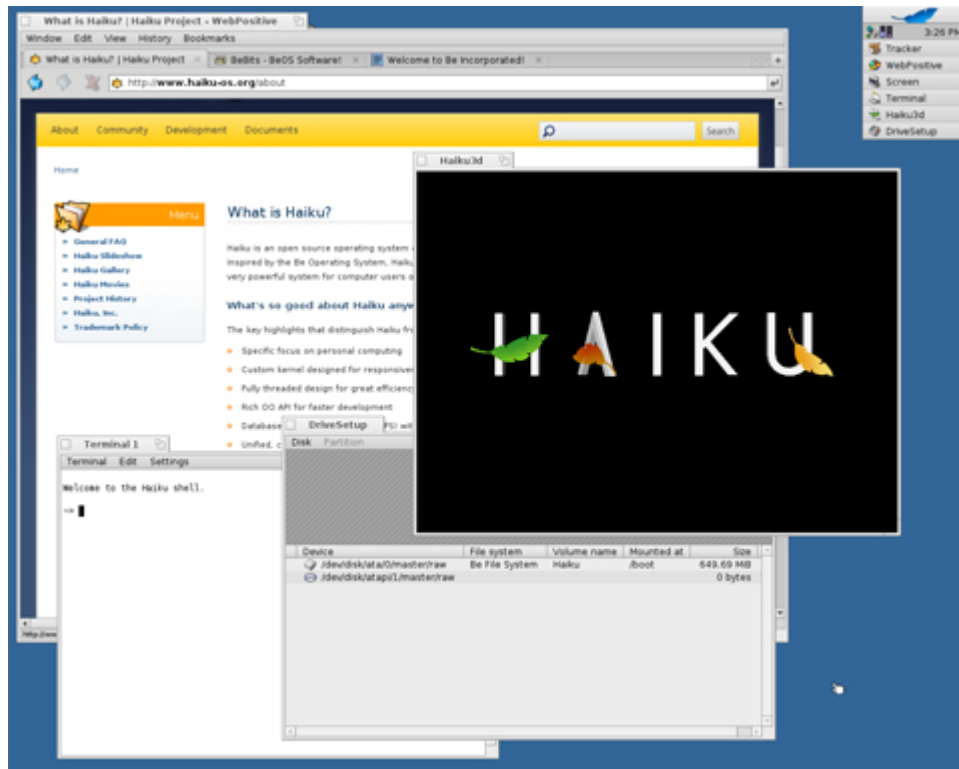 What is Haiku? | Haiku Project - WebPositive
Window Edit View History Bookmarks
What is Haiku? | Haiku Project
BeBits - BeOS Software!
Welcome to Be Incorporated!
http://www.haiku-os.org/about
About Community Development Documents
Search
Home
Menu
General FAQ
Haiku Slideshow
Haiku Gallery
Haiku Movies
Project History
Haiku, Inc.
Trademark Policy
What is Haiku?
Haiku is an open source operating system
Inspired by the Be Operating System, Haiku
very powerful system for computer users
What's so good about Haiku
The key highlights that distinguish Haiku
Specific focus on personal computing
Custom kernel designed for
Fully threaded design for great
Rich OO API for faster development
Database
Unified,
3:26 PM
Tracker
WebPositive
Screen
Terminal
Haiku3d
DriveSetup
Haiku3d
HAIKU
Terminal 1
Terminal Edit Settings
Welcome to the Haiku shell.
~>
DriveSetup
Disk Partition
Device File system Volume name Mounted at Size
/dev/disk/ata/0/master/raw Be File System Haiku /boot 649.69 MiB
/dev/disk/atapi/1/master/raw 0 bytes